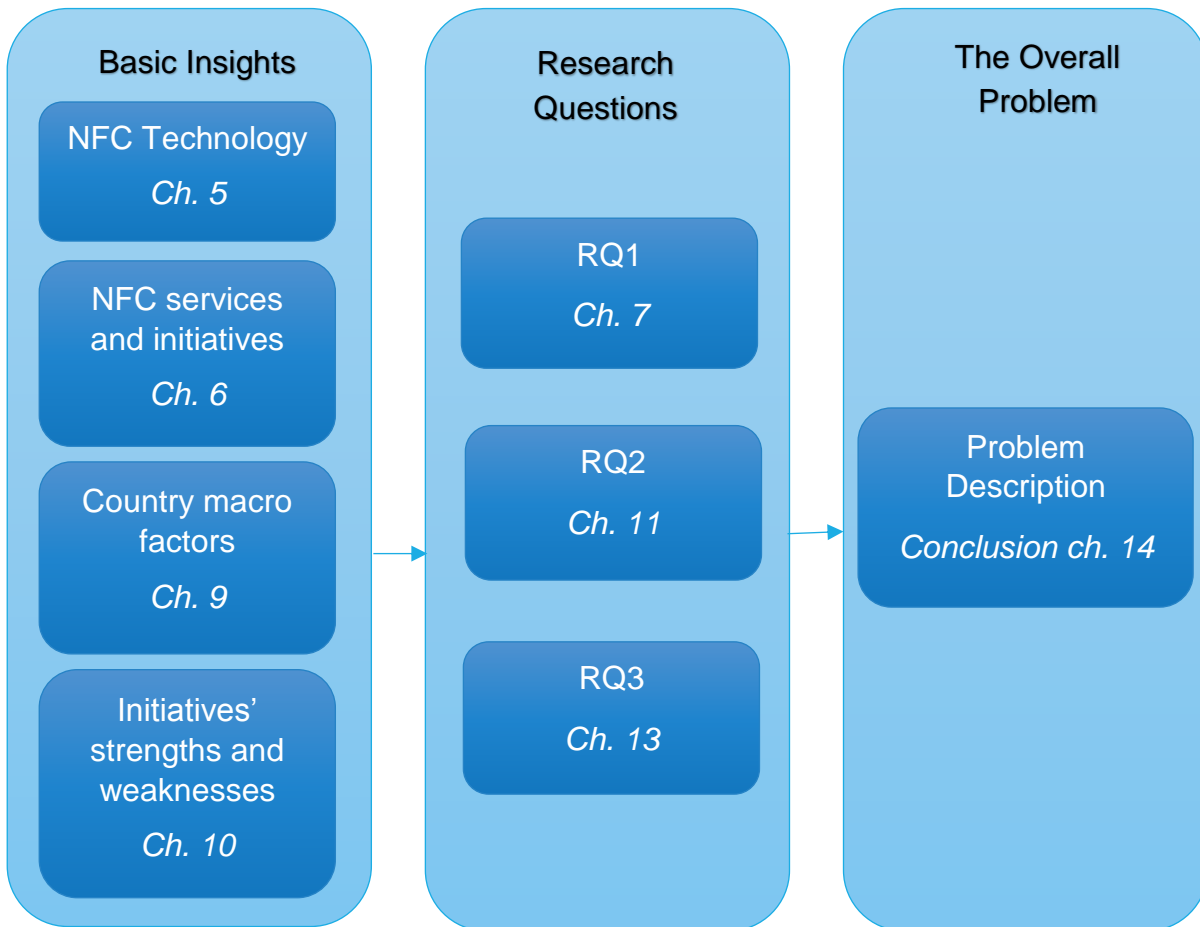 Basic Insights
NFC Technology
Ch. 5
NFC services
and initiatives
Ch. 6
Country macro
factors
Ch. 9
Initiatives’
strengths and
weaknesses
Ch. 10
Research
Questions
RQ1
Ch. 7
RQ2
Ch. 11
RQ3
Ch. 13
The Overall
Problem
Problem
Description
Conclusion ch. 14